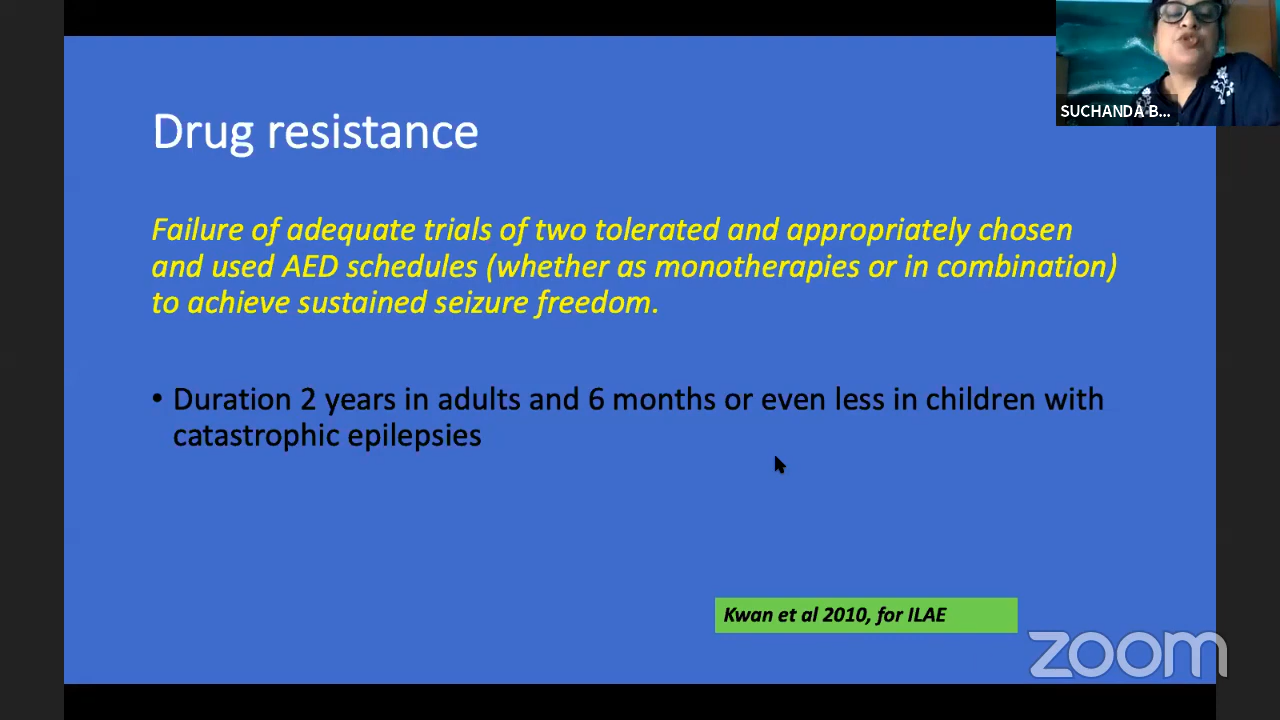 SUCHANDA B...
Drug resistance
Failure of adequate trials of two tolerated and appropriately chosen
and used AED schedules (whether as monotherapies or in combination)
to achieve sustained seizure freedom.
• Duration 2 years in adults and 6 months or even less in children with
catastrophic epilepsies
Kwan et al 2010, for ILAE
zoom